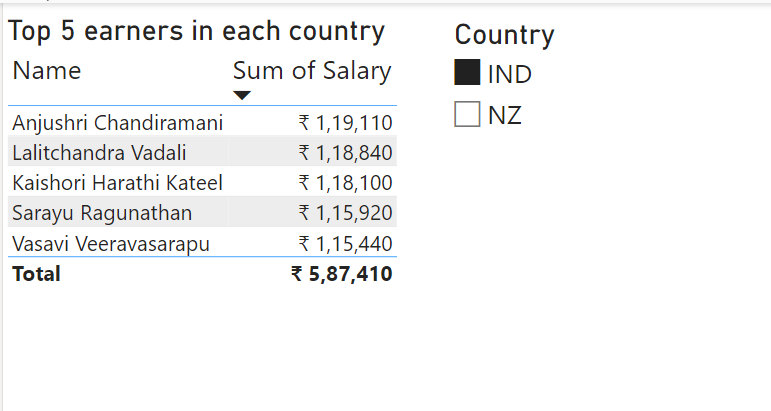 Top 5 earners in each country
Name Sum of Salary
Anjushri Chandiramani ₹ 1,19,110
Lalitchandra Vadali ₹ 1,18,840
Kaishori Harathi Kateel ₹ 1,18,100
Sarayu Ragunathan ₹ 1,15,920
Vasavi Veeravasarapu ₹ 1,15,440
Total ₹ 5,87,410
Country
IND
NZ